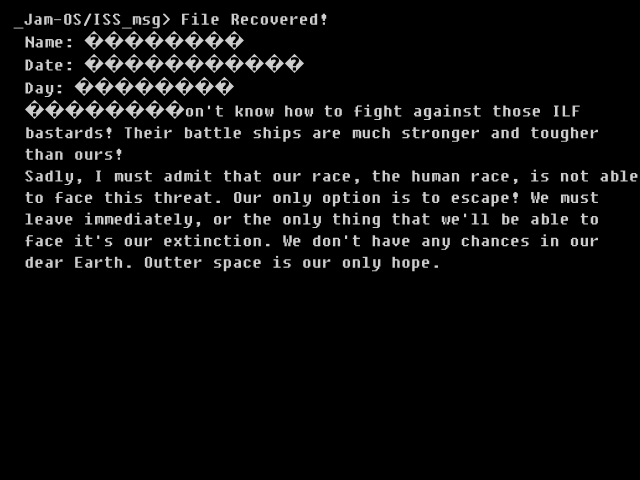 _Jam-OS/ISS_msg> File Recovered!
Name: ��������
Date: �����������
Day: ��������
��������on't know how to fight against those ILF
bastards! Their battle ships are much stronger and tougher
than ours!
Sadly, I must admit that our race, the human race, is not able
to face this threat. Our only option is to escape! We must
leave immediately, or the only thing that we'll be able to
face it's our extinction. We don't have any chances in our
dear Earth. Outter space is our only hope.